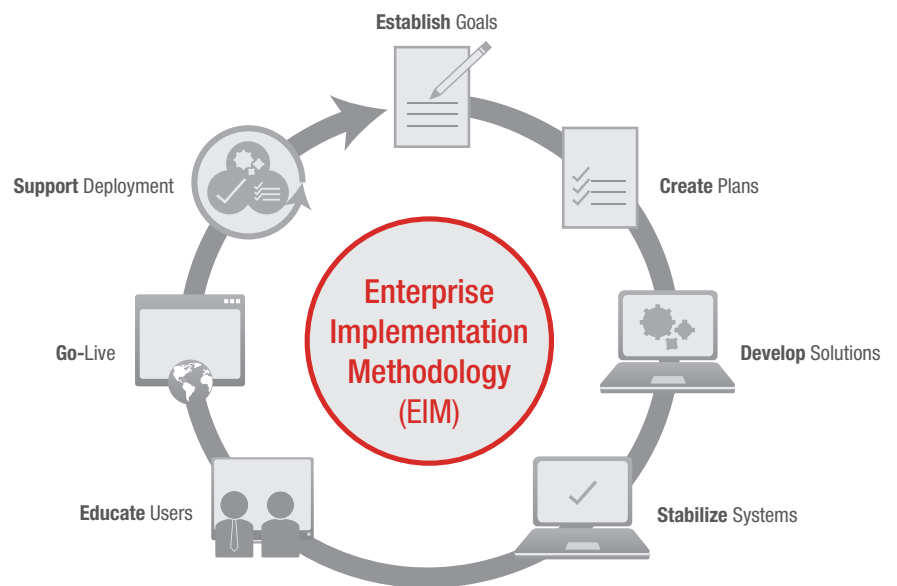 Establish Goals
Create Plans
Develop Solutions
Stabilize Systems
Educate Users
Go-Live
Support Deployment
Enterprise
Implementation
Methodology
(EIM)